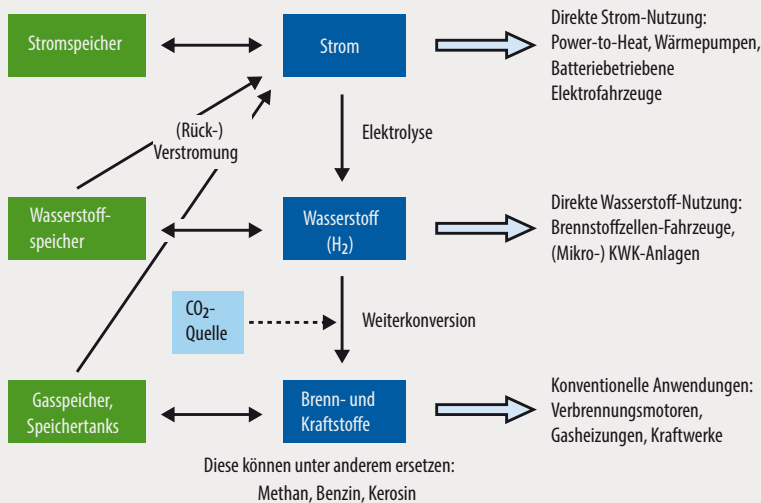 Stromspeicher
Strom
Direkte Strom-Nutzung:
Power-to-Heat, Wärmepumpen,
Batteriebetriebene
Elektrofahrzeuge
(Rück-)
Verstromung
Elektrolyse
Wasserstoff-
speicher
Wasserstoff
(H₂)
Direkte Wasserstoff-Nutzung:
Brennstoffzellen-Fahrzeuge,
(Mikro-) KWK-Anlagen
CO₂-
Quelle
Weiterkonversion
Gasspeicher,
Speichertanks
Brenn- und
Kraftstoffe
Konventionelle Anwendungen:
Verbrennungsmotoren,
Gasheizungen, Kraftwerke
Diese können unter anderem ersetzen:
Methan, Benzin, Kerosin